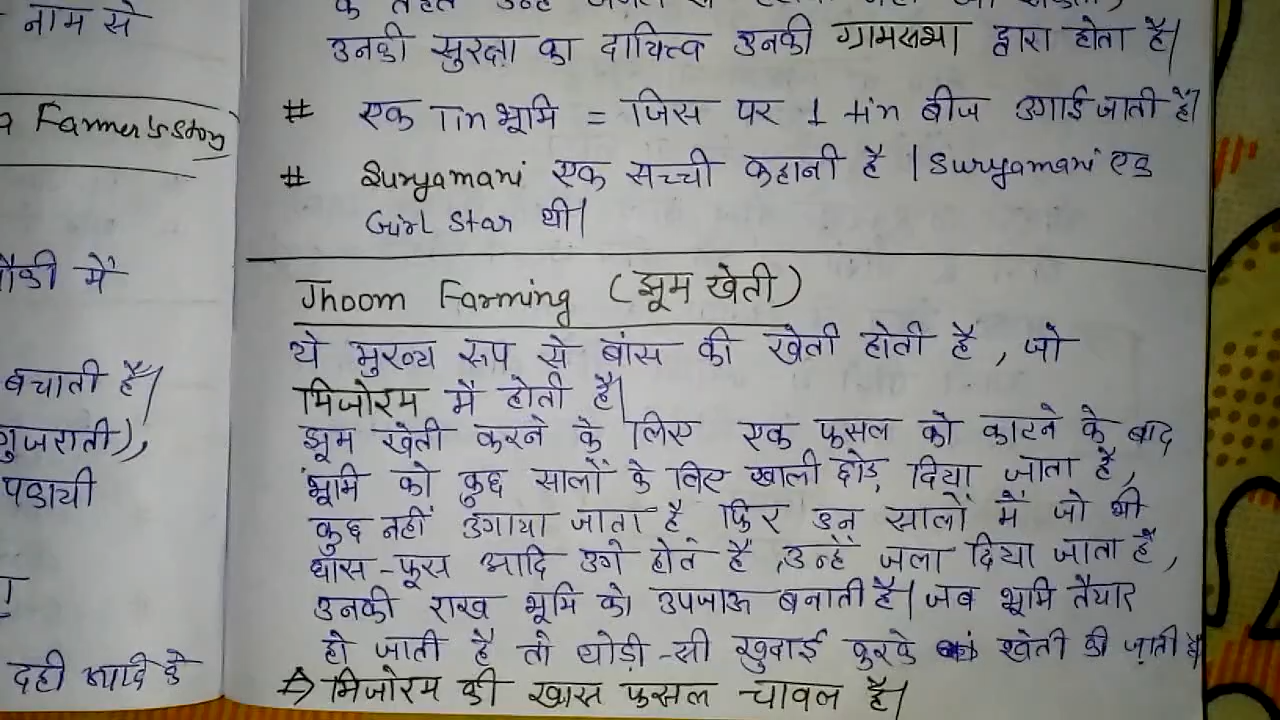 नाम से
Farmer's Story
में
बचाती है।
गुजराती),
पडायी
दही आदि के
उनकी सुरक्षा का दायित्व उनकी ग्रामसभा द्वारा होता है।
# एक Tin भूमि = जिस पर 1 tin बीज उगाई जाती है।
# Suryamani एक सच्ची कहानी है। Suryamani एक
Girl Star थी।
Jhoom Farming (झूम खेती)
ये मुख्य रूप से बांस की खेती होती है, जो
मिजोरम मे होती है।
झूम खेती करने के लिए एक फसल को काटने के बाद
भूमि को कुछ सालों के लिए खाली छोड़ दिया जाता है,
कुछ नहीं उगाया जाता है फिर उन सालों में जो भी
घास-फूस आदि उगे होते है, उन्हें जला दिया जाता है,
उनकी राख भूमि को उपजाऊ बनाती है। जब भूमि तैयार
हो जाती है तो थोड़ी-सी खुदाई करके खेती की जाती है
⇒ मिजोरम की खास फसल चावल है।